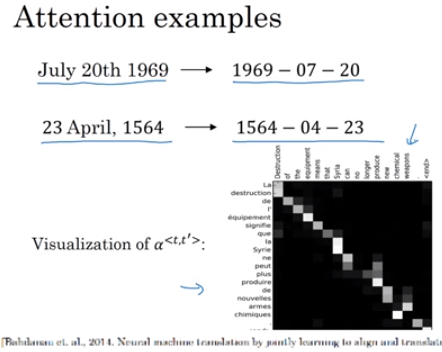 Attention examples
July 20th 1969 → 1969 − 07 − 20
23 April, 1564 → 1564 − 04 − 23
Visualization of α<t,t'>:
Destruction
of
the
equipment
means
that
Syria
can
no
longer
produce
new
chemical
weapons
.
<end>
La
destruction
de
l'
équipement
signifie
que
la
Syrie
ne
peut
plus
produire
de
nouvelles
armes
chimiques
[Bahdanau et. al., 2014. Neural machine translation by jointly learning to align and translate